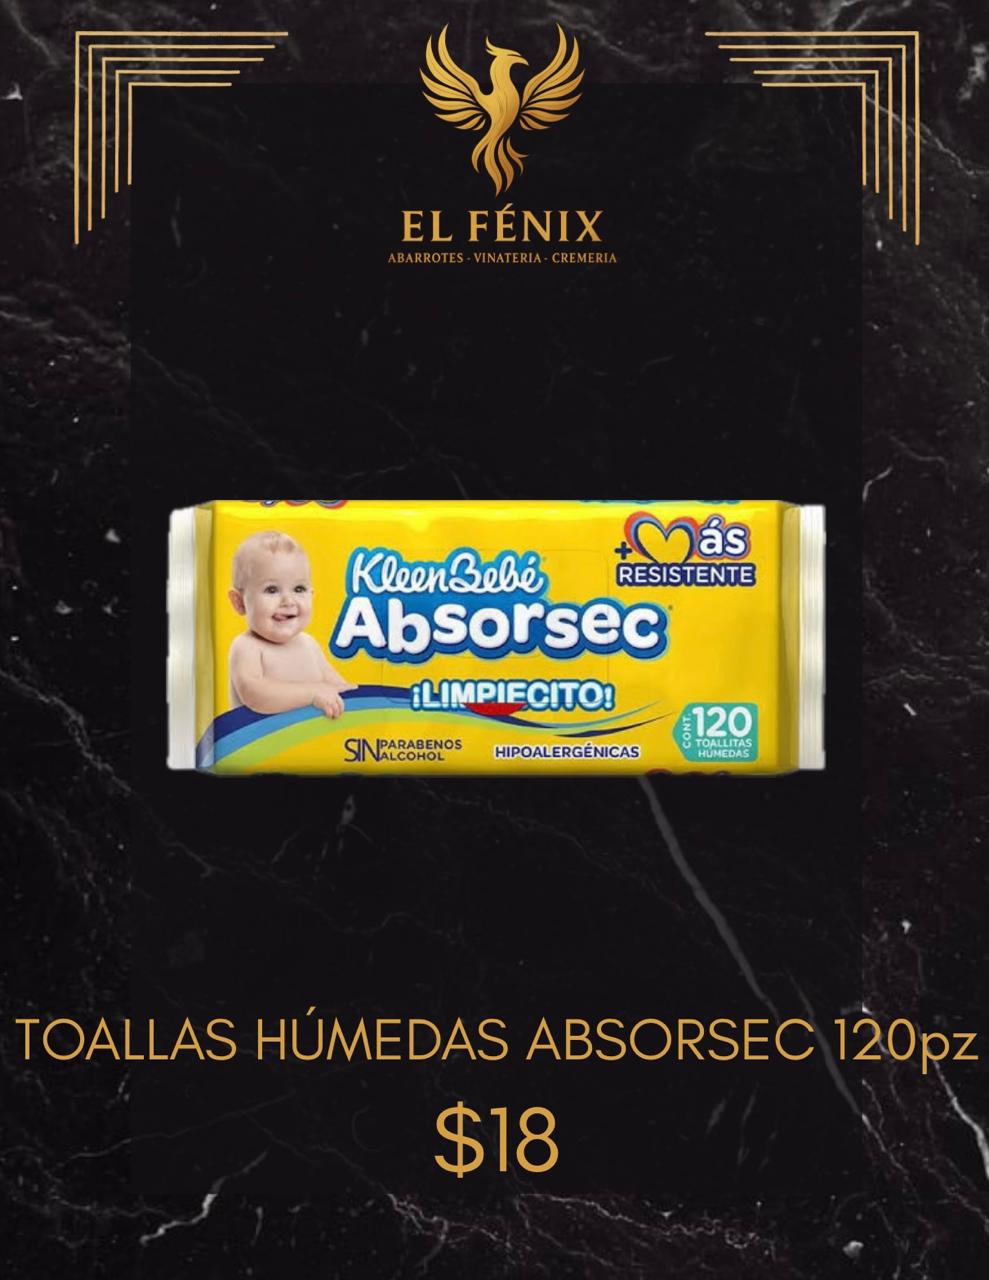 EL FÉNIX
ABARROTES - VINATERIA - CREMERIA
+ más
RESISTENTE
KleenBebé
Absorsec
¡LIMPIECITO!
CONT. 120
TOALLITAS
HÚMEDAS
SIN PARABENOS
ALCOHOL
HIPOALERGÉNICAS
TOALLAS HÚMEDAS ABSORSEC 120pz
$18